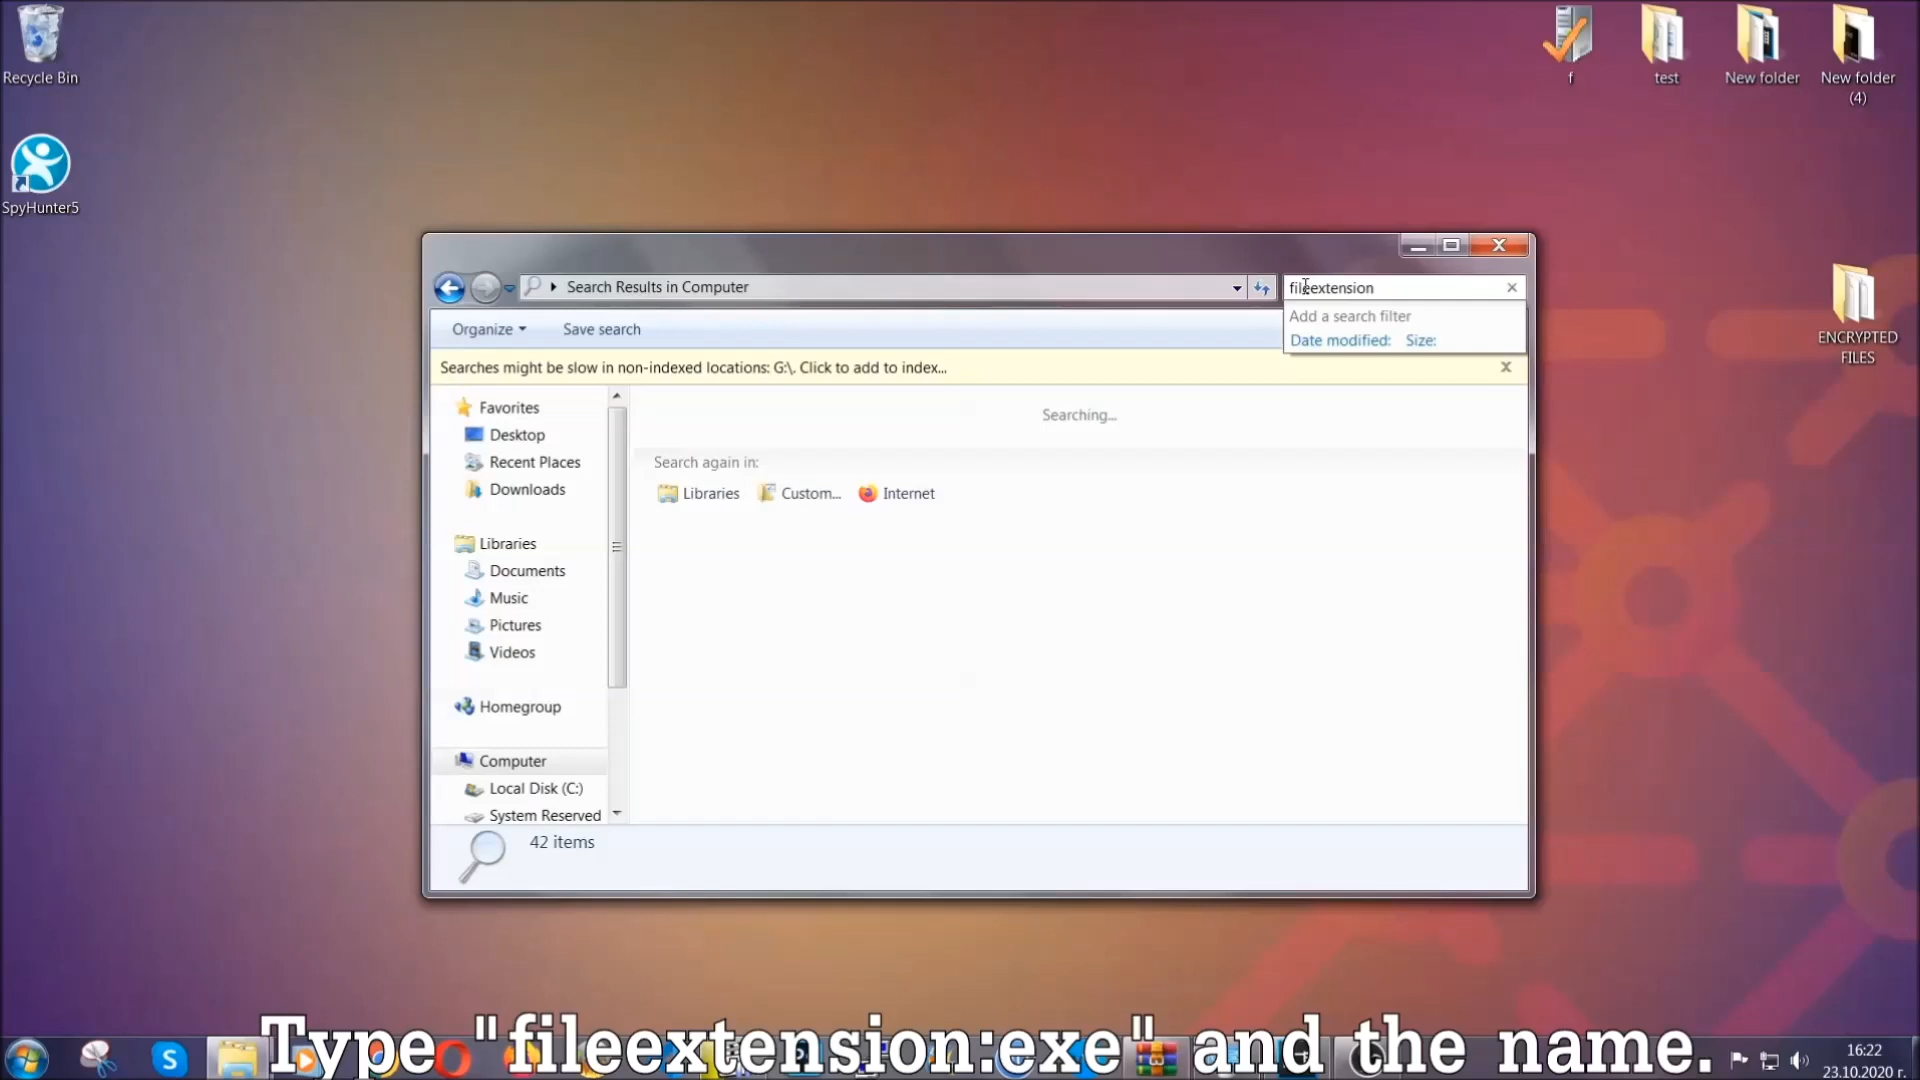 Recycle Bin
SpyHunter5
f
test
New folder
New folder
(4)
ENCRYPTED
FILES
Search Results in Computer
fileextension
Add a search filter
Date modified:
Size:
Organize
Save search
Searches might be slow in non-indexed locations: G:\. Click to add to index...
Favorites
Desktop
Recent Places
Downloads
Libraries
Documents
Music
Pictures
Videos
Homegroup
Computer
Local Disk (C:)
System Reserved
Searching...
Search again in:
Libraries
Custom...
Internet
42 items
Type "fileextension:exe" and the name.
16:22
23.10.2020 г.